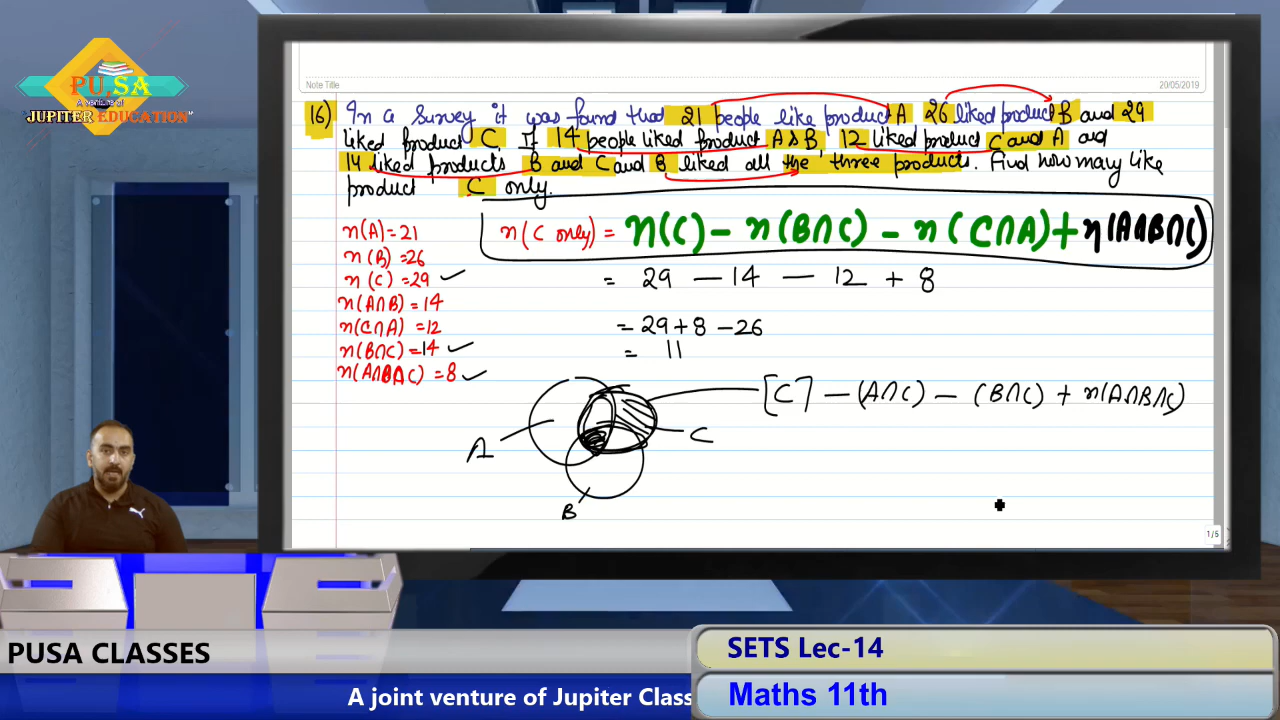 PU,SA
A venture of
JUPITER EDUCATION"
Note Title
20/05/2019
16) In a survey it was found that 21 people like product A 26 liked product B and 29
liked product C. If 14 people liked product A & B, 12 liked product C and A and
14 liked products B and C and 8 liked all the three products. Find how may like
product C only.
n(A)=21
n(B)=26
n(C)=29
n(A∩B)=14
n(C∩A)=12
n(B∩C)=14
n(A∩B∩C)=8
n(C only) = n(C) - n(B∩C) - n(C∩A) + n(A∩B∩C)
= 29 - 14 - 12 + 8
= 29+8-26
= 11
[C] - (A∩C) - (B∩C) + n(A∩B∩C)
A
C
B
1/5
PUSA CLASSES
SETS Lec-14
A joint venture of Jupiter Class
Maths 11th